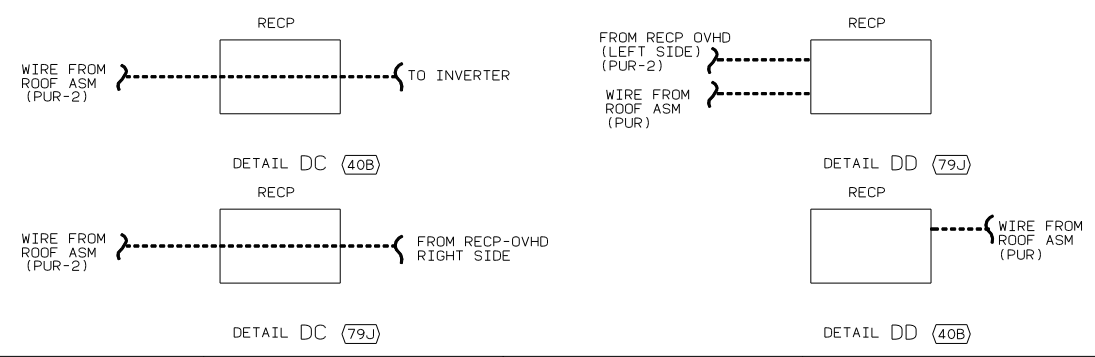 RECP
WIRE FROM
ROOF ASM
(PUR-2)
TO INVERTER
DETAIL DC 40B
RECP
FROM RECP OVHD
(LEFT SIDE)
(PUR-2)
WIRE FROM
ROOF ASM
(PUR)
DETAIL DD 79J
RECP
WIRE FROM
ROOF ASM
(PUR-2)
FROM RECP-OVHD
RIGHT SIDE
DETAIL DC 79J
RECP
WIRE FROM
ROOF ASM
(PUR)
DETAIL DD 40B